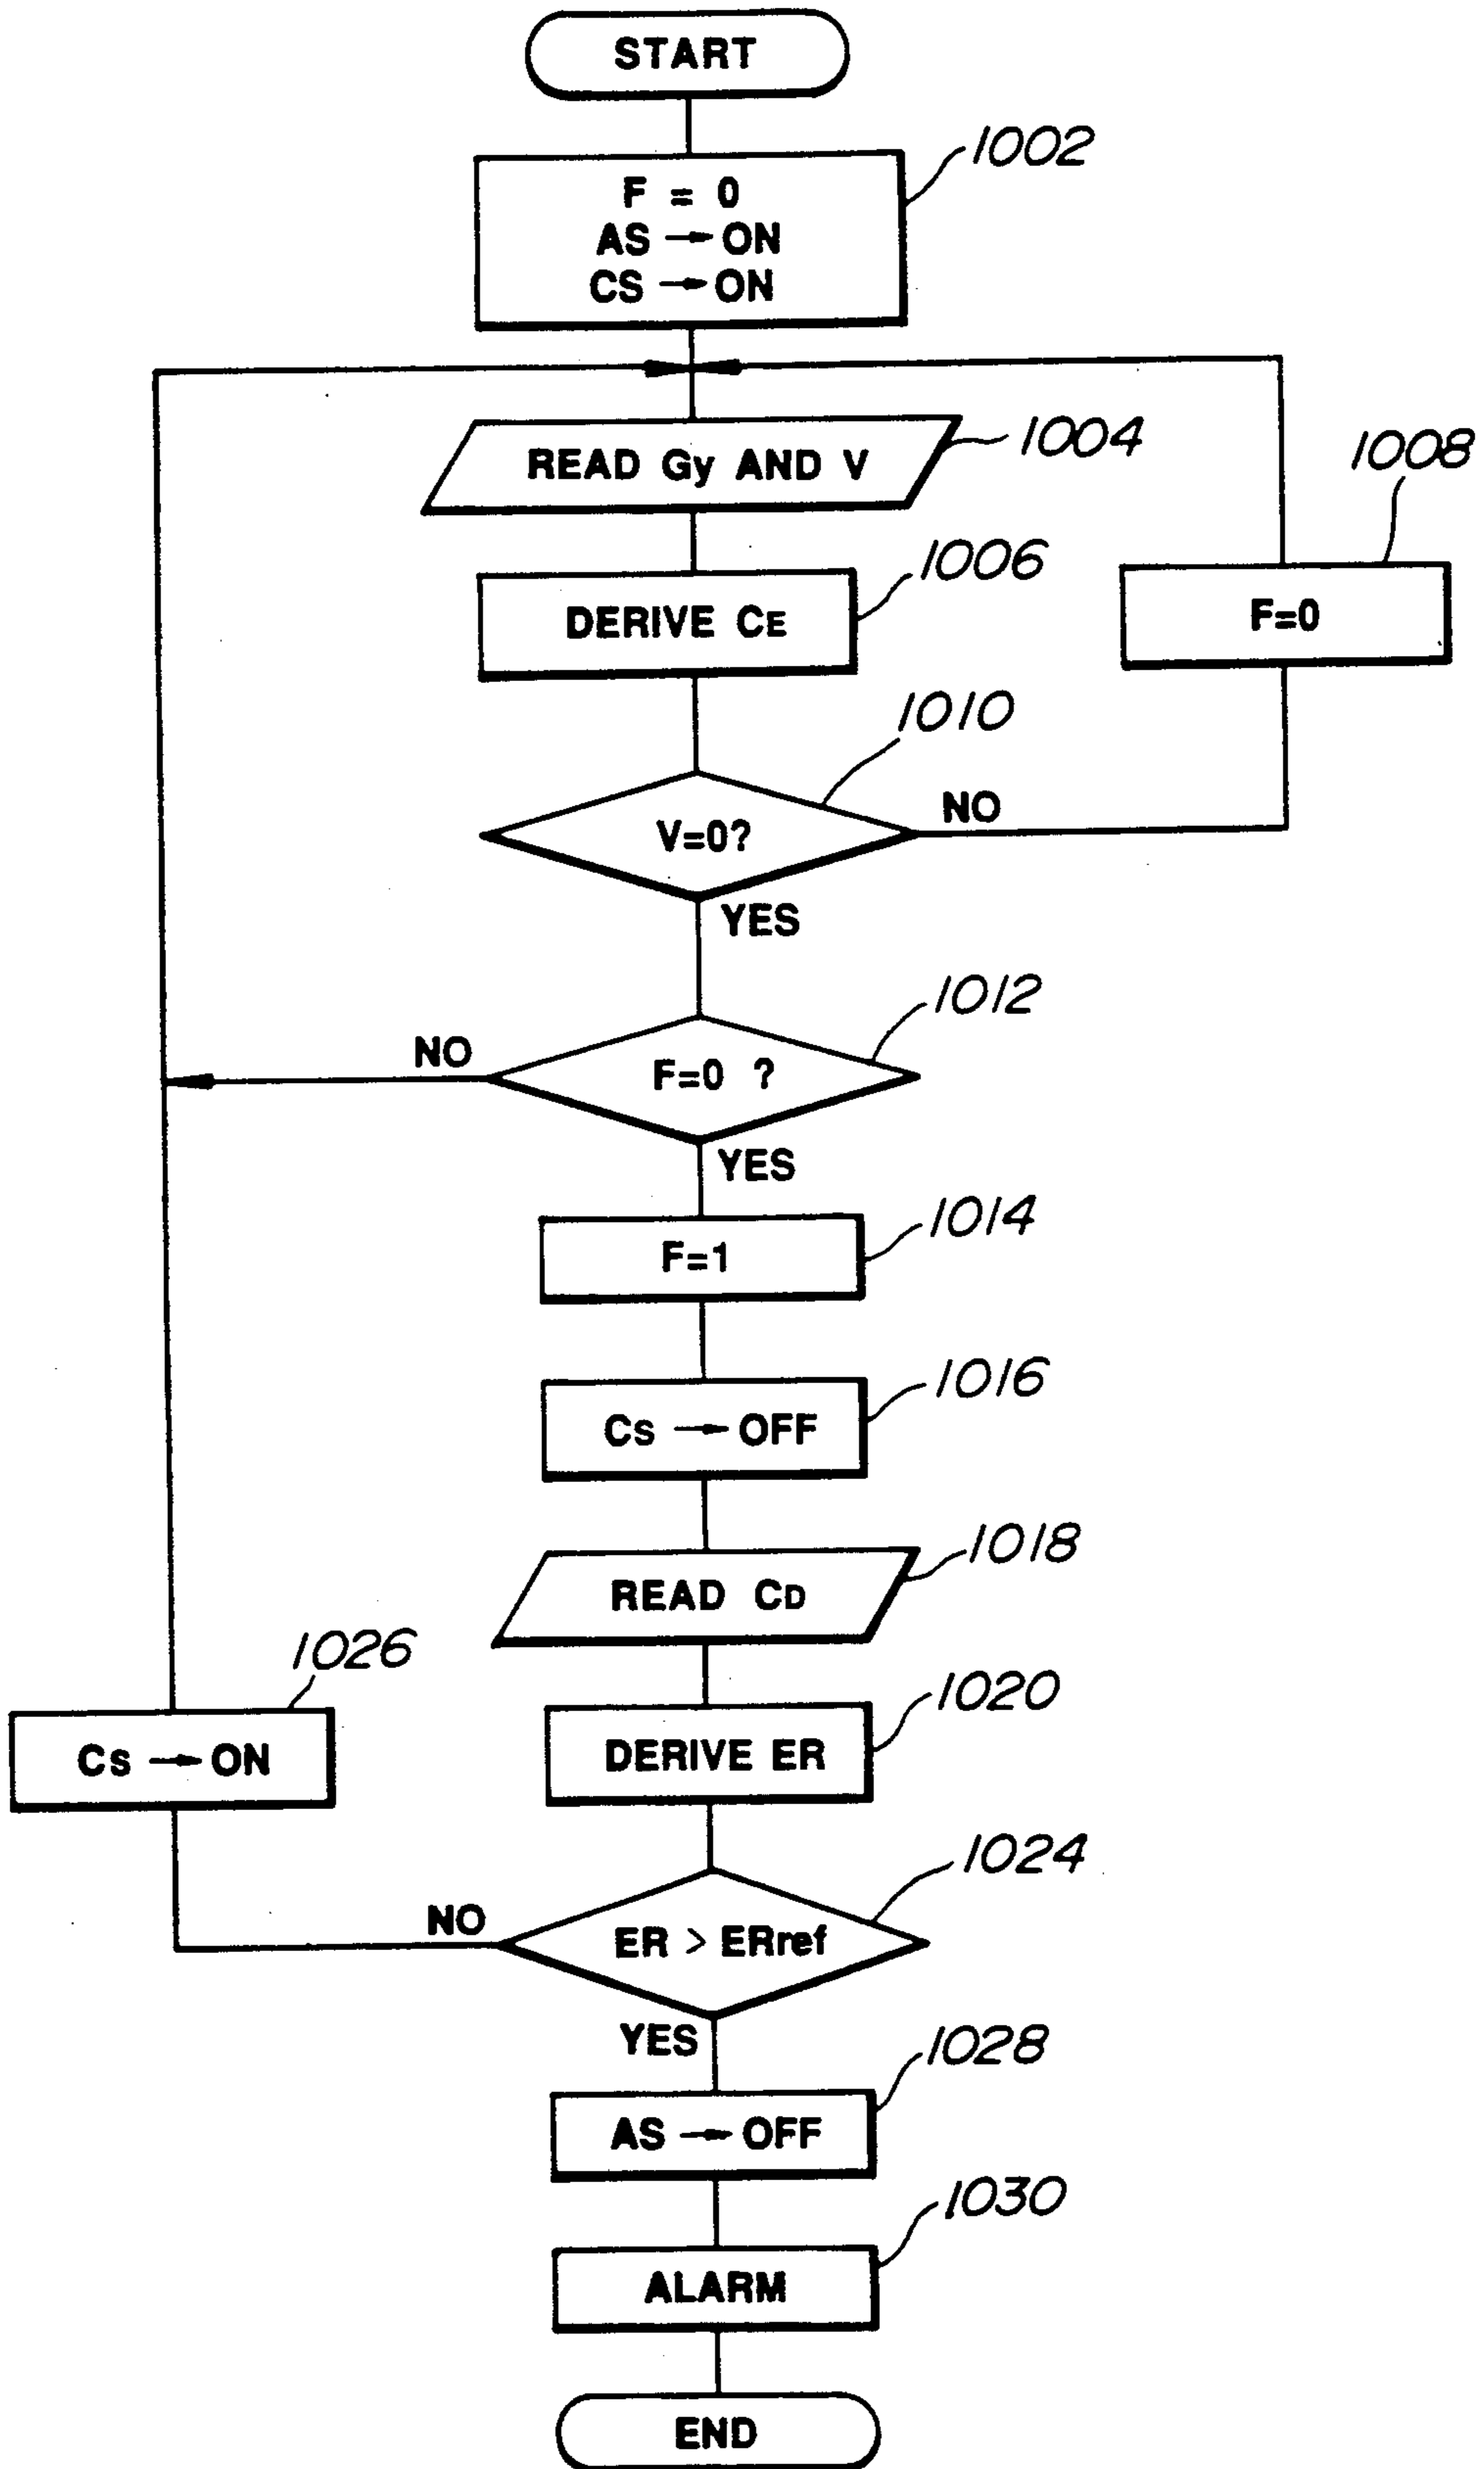 START
1002
F = 0
AS → ON
CS → ON
READ Gy AND V
1004
1008
DERIVE CE
1006
F=0
1010
V=0?
NO
YES
1012
NO
F=0 ?
YES
F=1
1014
Cs → OFF
1016
READ CD
1018
1026
Cs → ON
DERIVE ER
1020
1024
NO
ER > ERref
YES
AS → OFF
1028
ALARM
1030
END